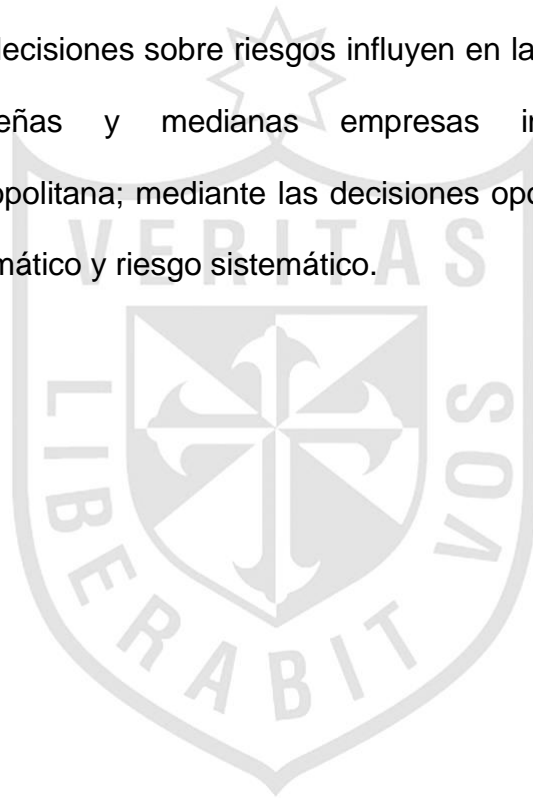 decisiones sobre riesgos influyen en la
eñas y medianas empresas in
opolitana; mediante las decisiones opo
mático y riesgo sistemático.
VERITAS
LIBERABIT VOS